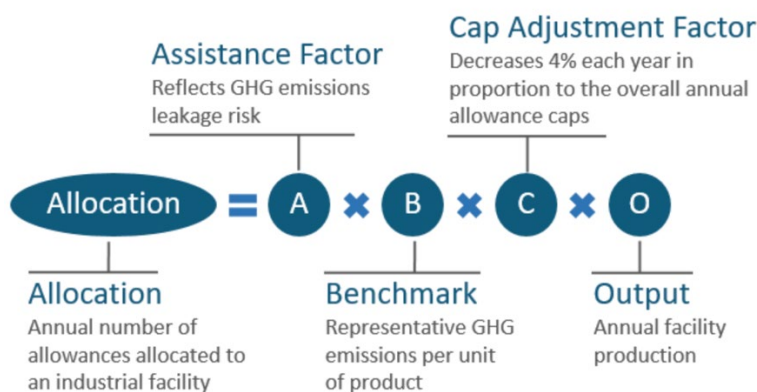 Assistance Factor
Reflects GHG emissions
leakage risk
Cap Adjustment Factor
Decreases 4% each year in
proportion to the overall annual
allowance caps
Allocation = A × B × C × O
Allocation
Annual number of
allowances allocated to
an industrial facility
Benchmark
Representative GHG
emissions per unit
of product
Output
Annual facility
production